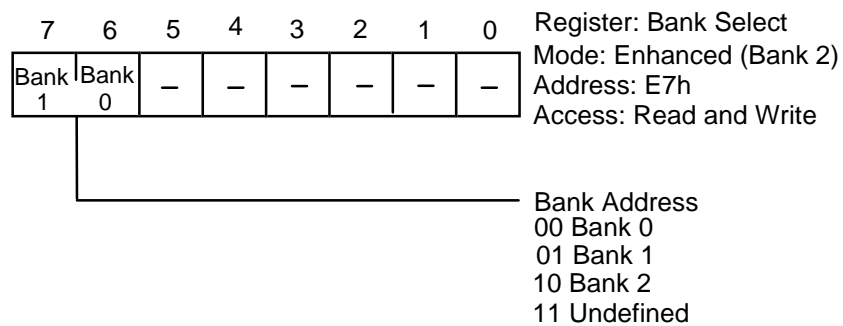 7 6 5 4 3 2 1 0
Bank 1 Bank 0 – – – – – –
Register: Bank Select
Mode: Enhanced (Bank 2)
Address: E7h
Access: Read and Write
Bank Address
00 Bank 0
01 Bank 1
10 Bank 2
11 Undefined